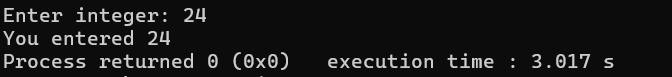 Enter integer: 24
You entered 24
Process returned 0 (0x0)   execution time : 3.017 s